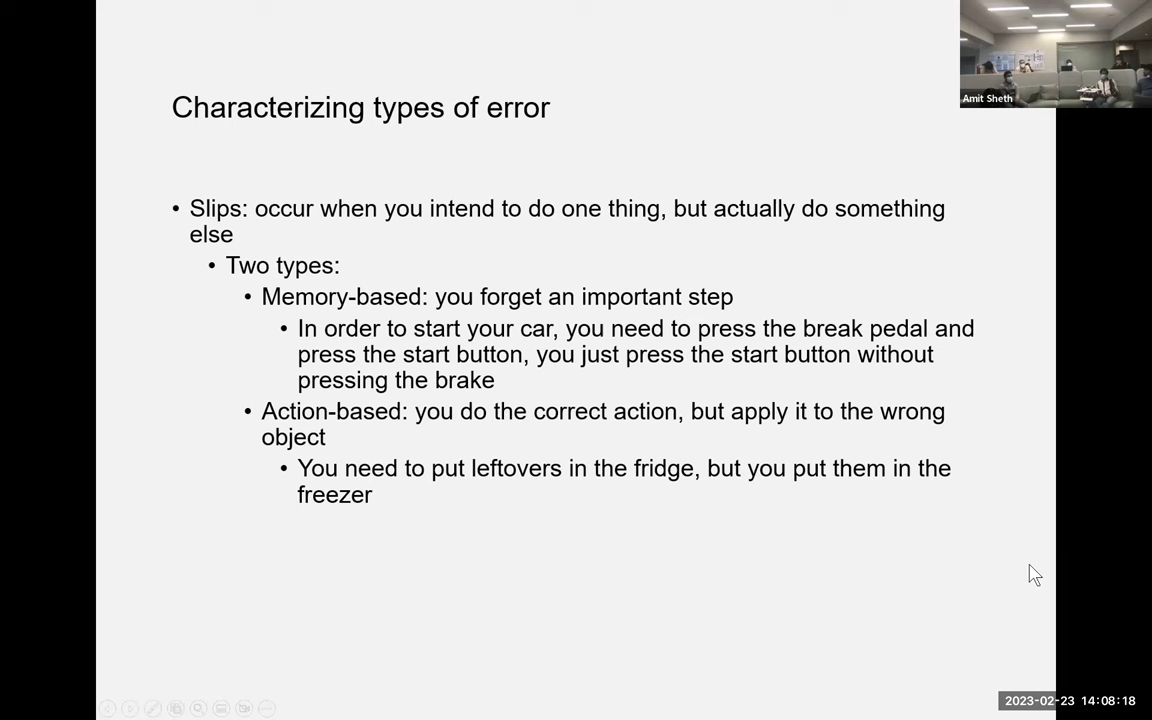 Amit Sheth
Characterizing types of error
• Slips: occur when you intend to do one thing, but actually do something
else
• Two types:
• Memory-based: you forget an important step
• In order to start your car, you need to press the break pedal and
press the start button, you just press the start button without
pressing the brake
• Action-based: you do the correct action, but apply it to the wrong
object
• You need to put leftovers in the fridge, but you put them in the
freezer
2023-02-23 14:08:18